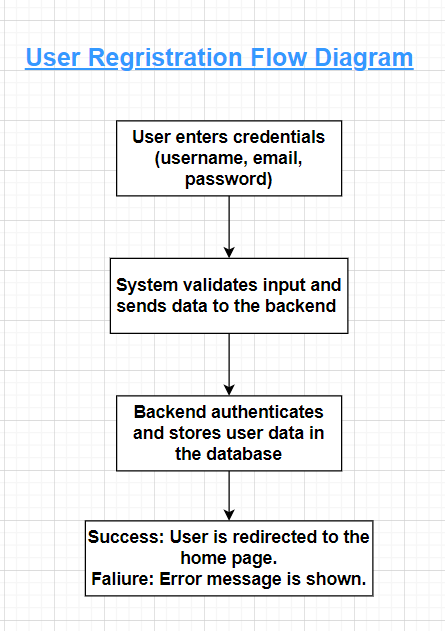 User Regristration Flow Diagram
User enters credentials
(username, email,
password)
System validates input and
sends data to the backend
Backend authenticates
and stores user data in
the database
Success: User is redirected to the
home page.
Faliure: Error message is shown.